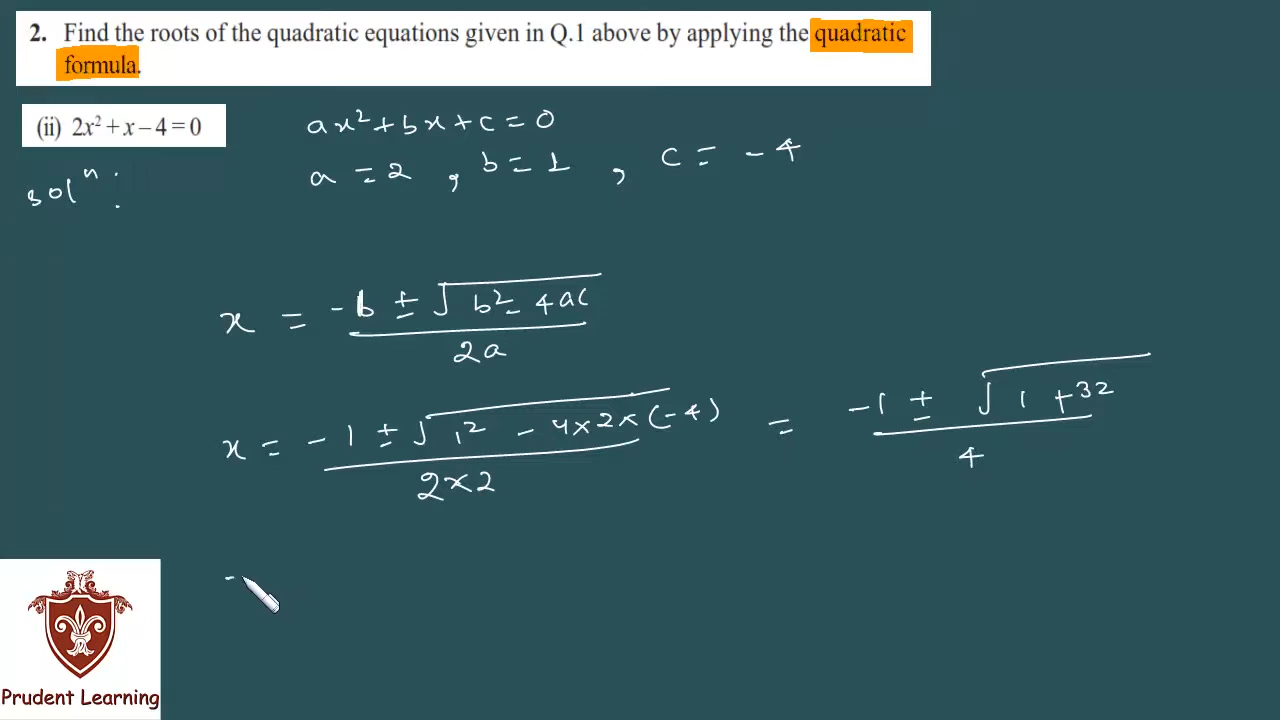 2. Find the roots of the quadratic equations given in Q.1 above by applying the quadratic
formula.
(ii) 2x² + x – 4 = 0
ax² + bx + c = 0
solⁿ :
a = 2 , b = 1 , c = -4
x = (-b ± √(b² - 4ac)) / 2a
x = (-1 ± √(1² - 4×2×(-4))) / (2×2) = (-1 ± √(1 + 32)) / 4
Prudent Learning